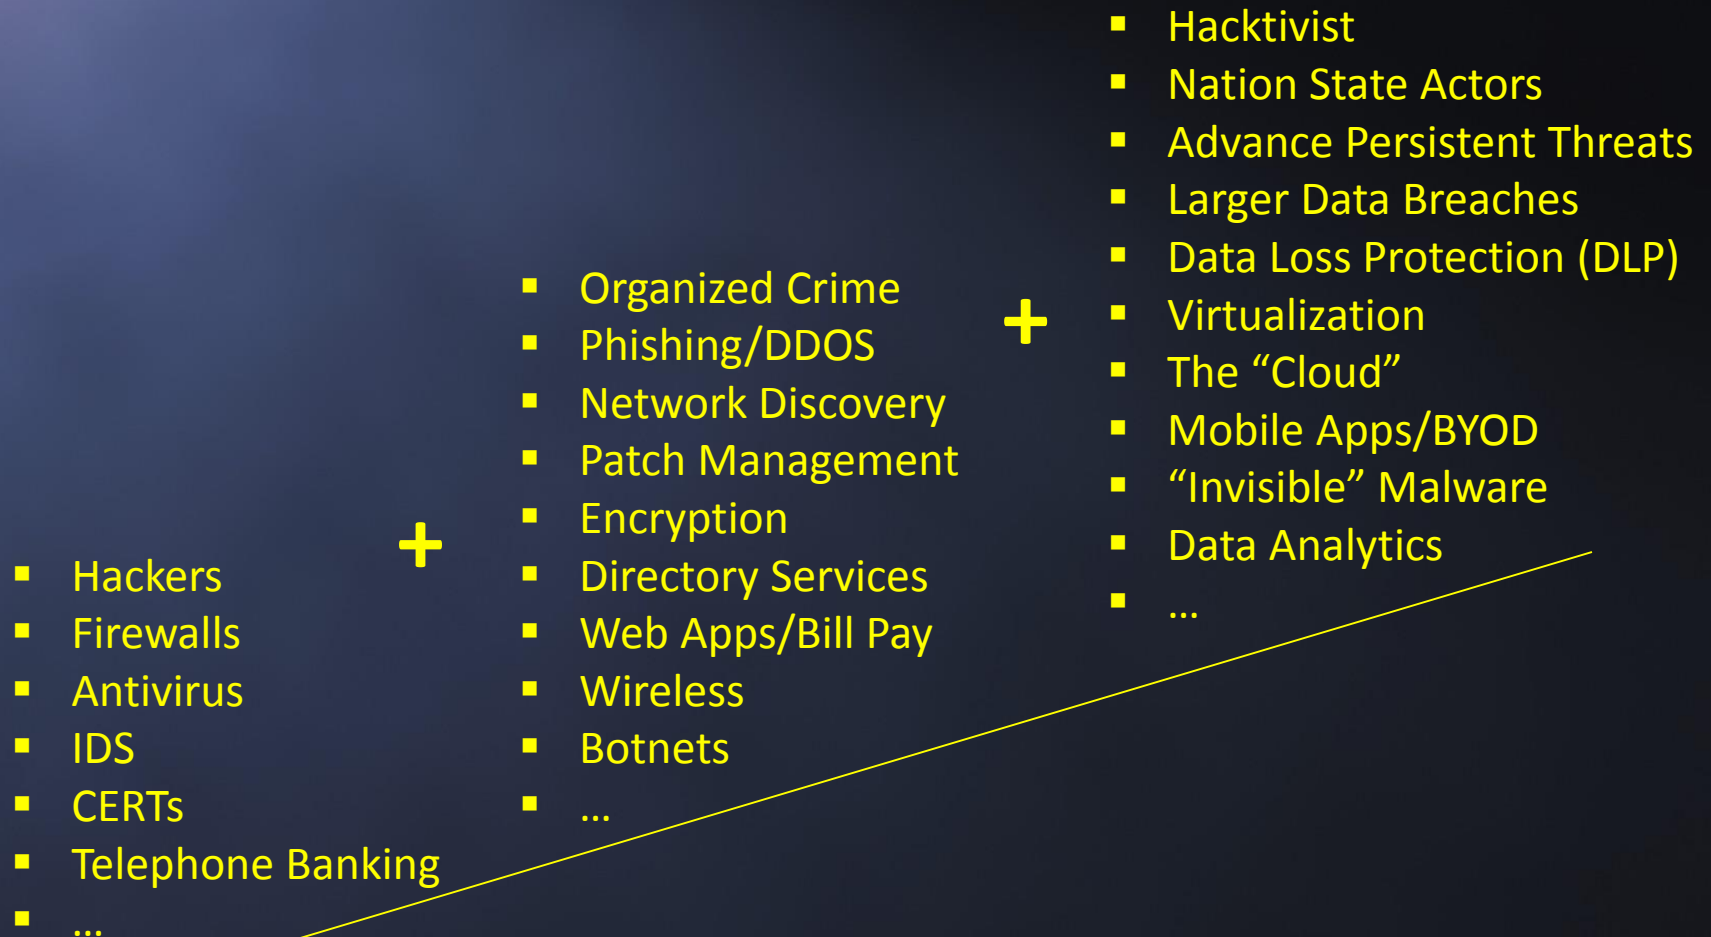 ▪ Hackers
▪ Firewalls
▪ Antivirus
▪ IDS
▪ CERTs
▪ Telephone Banking
▪ ...
+
▪ Organized Crime
▪ Phishing/DDOS
▪ Network Discovery
▪ Patch Management
▪ Encryption
▪ Directory Services
▪ Web Apps/Bill Pay
▪ Wireless
▪ Botnets
▪ ...
+
▪ Hacktivist
▪ Nation State Actors
▪ Advance Persistent Threats
▪ Larger Data Breaches
▪ Data Loss Protection (DLP)
▪ Virtualization
▪ The “Cloud”
▪ Mobile Apps/BYOD
▪ “Invisible” Malware
▪ Data Analytics
▪ ...